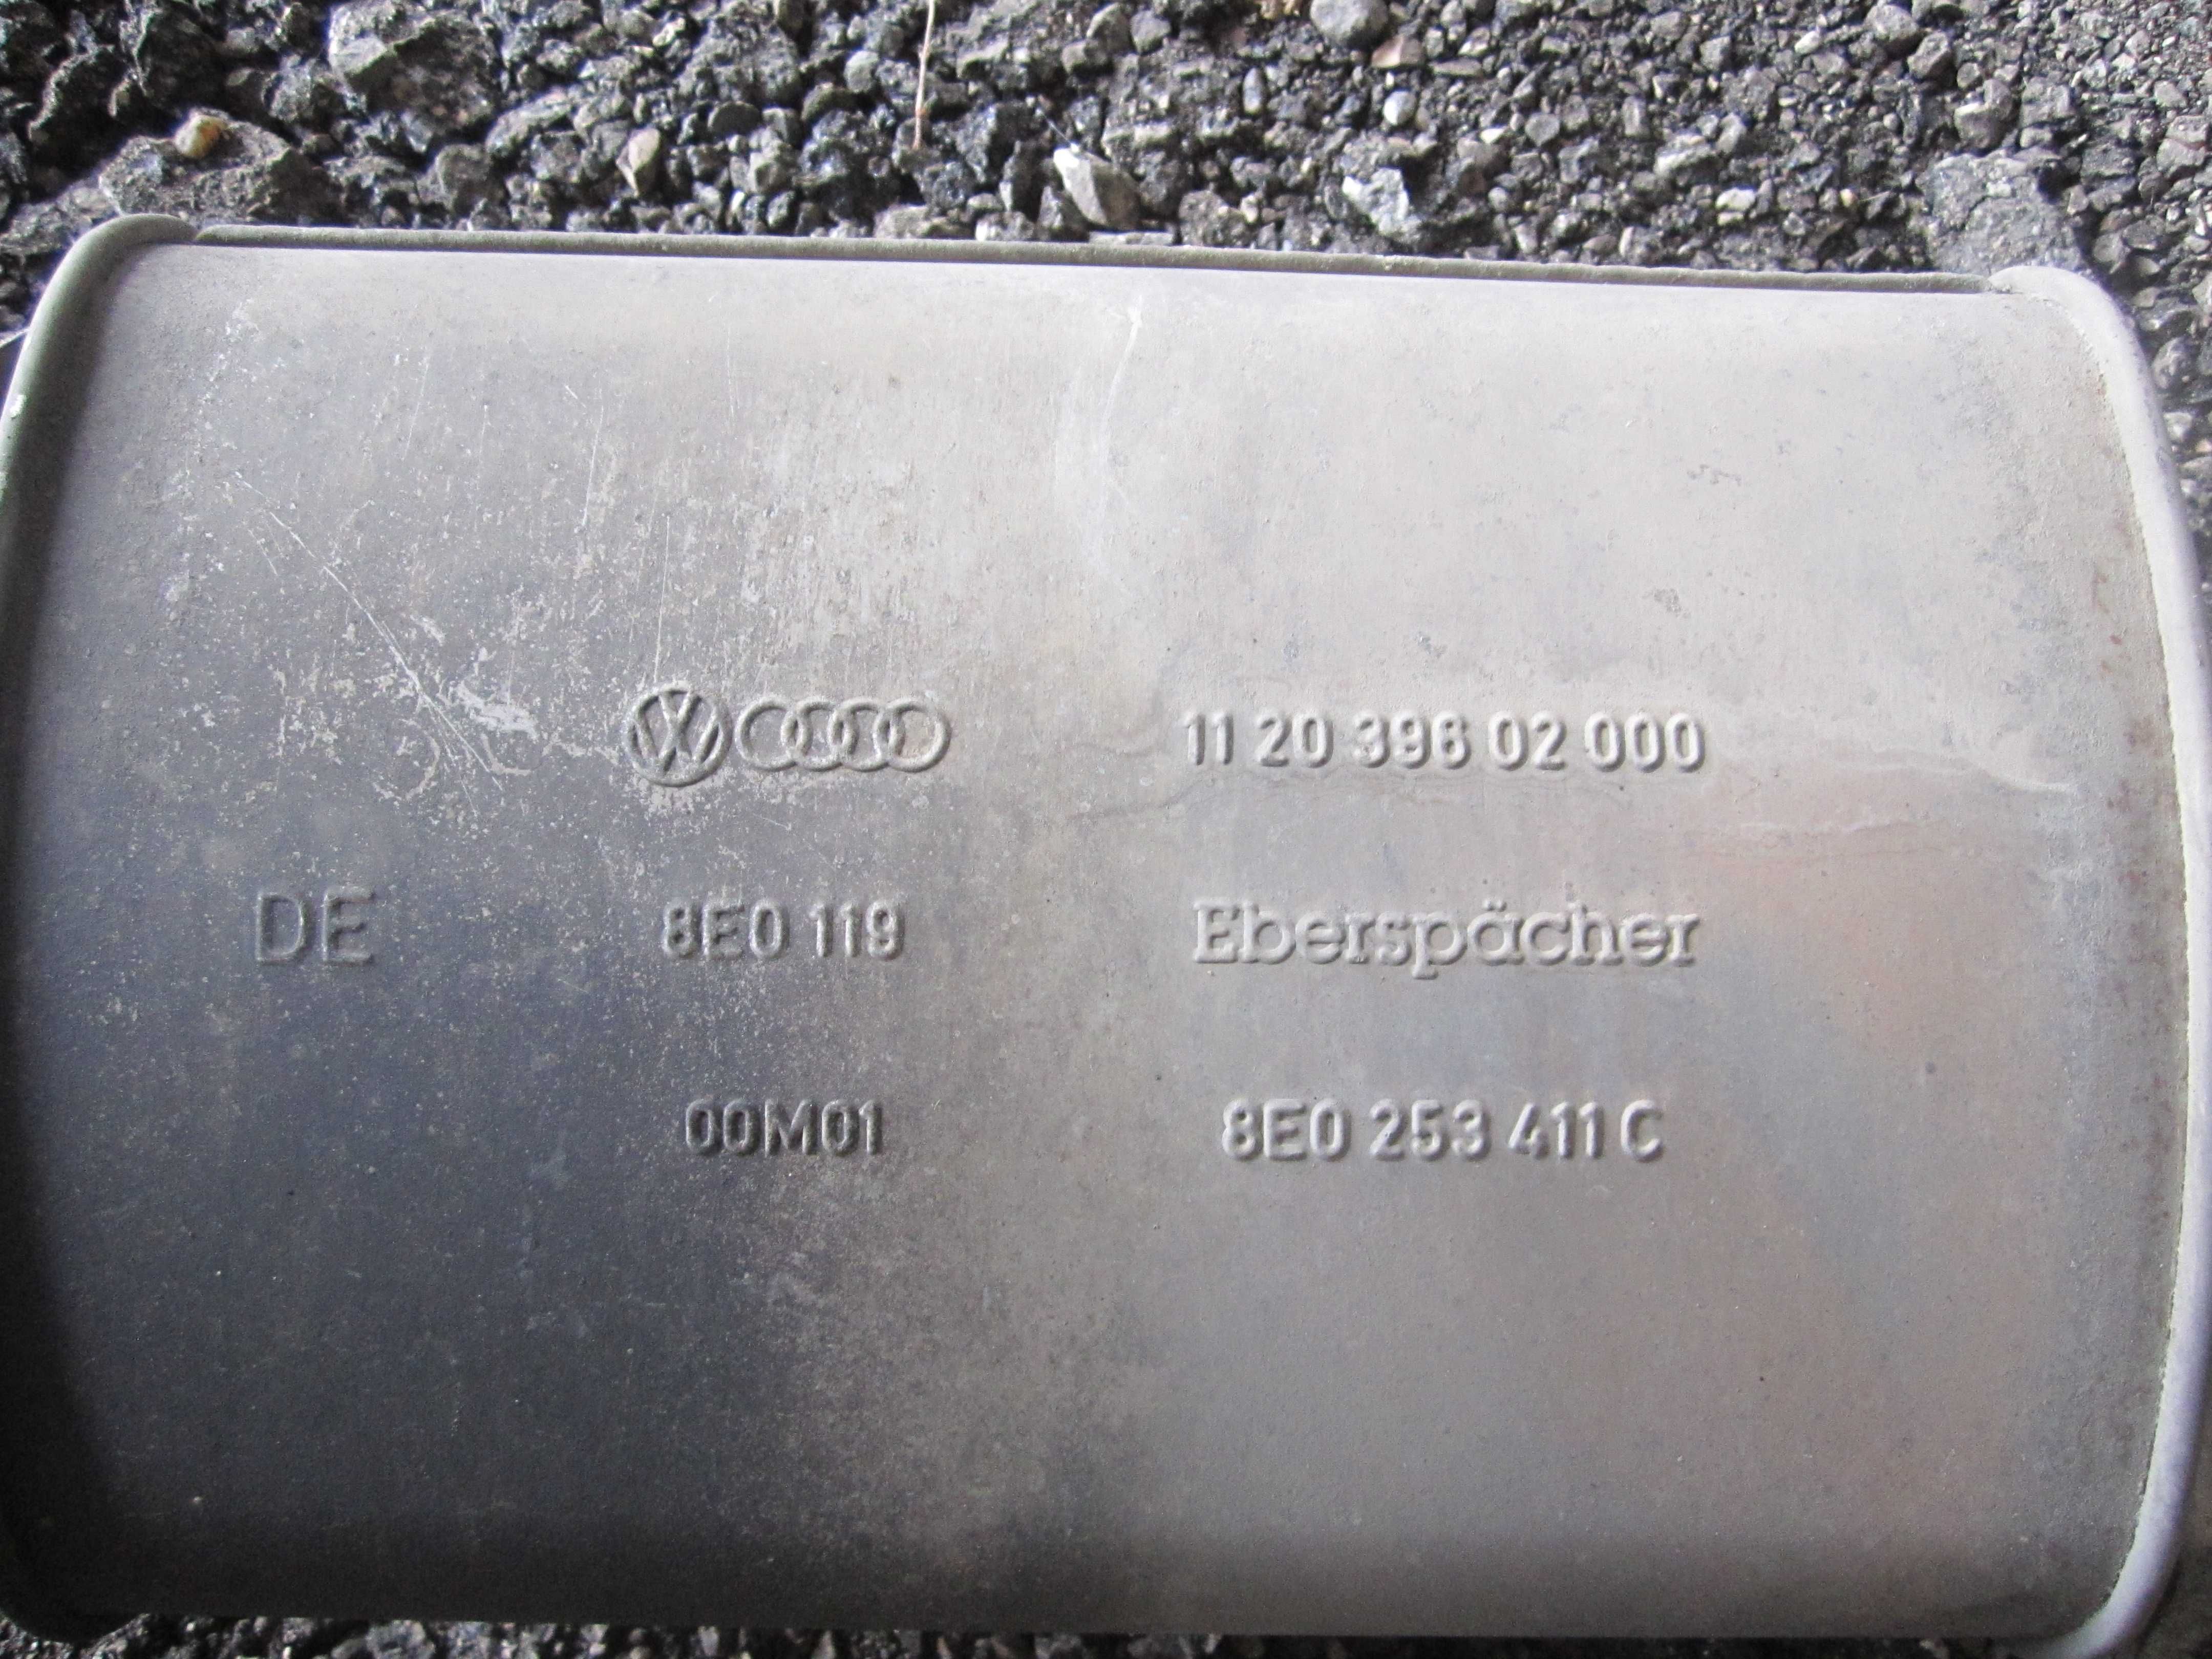 11 20 396 02 000
DE 8E0 119 Eberspächer
00M01 8E0 253 411 C